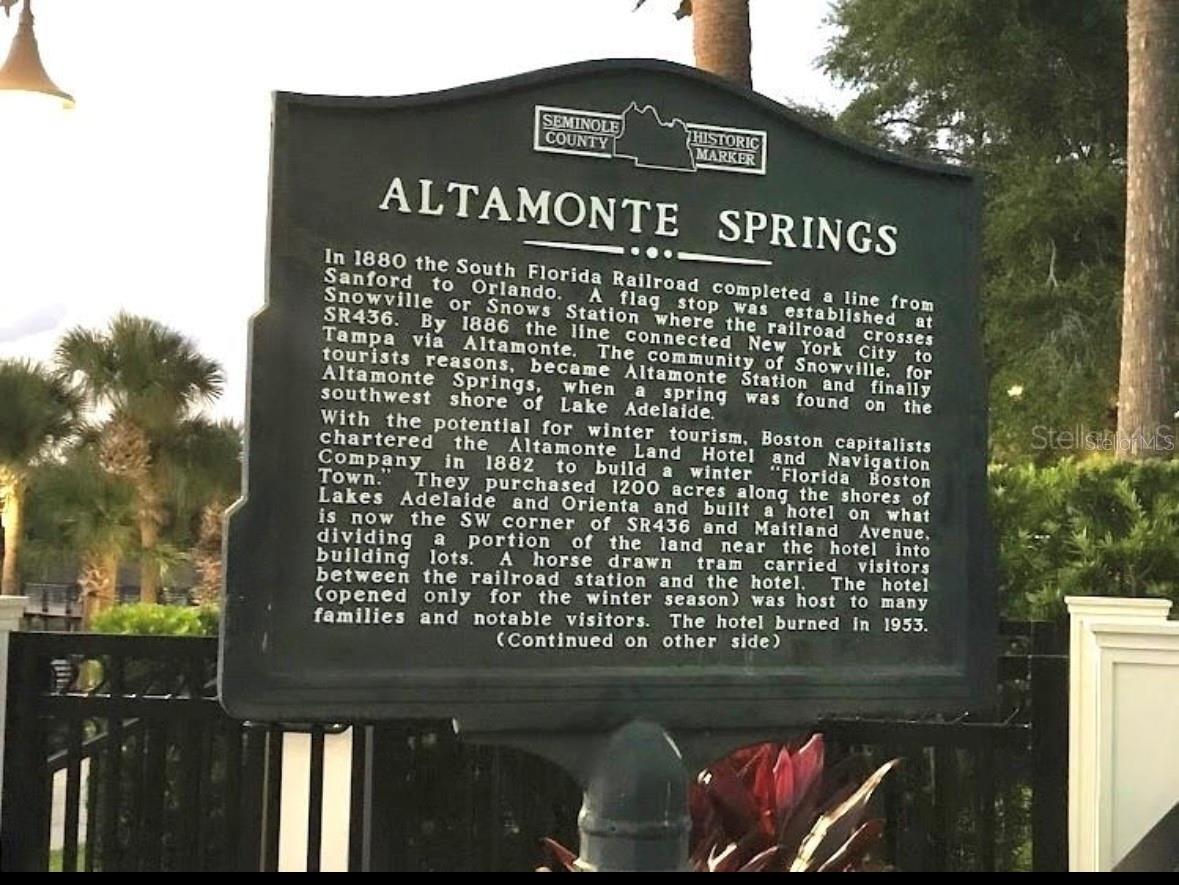 SEMINOLE HISTORIC
COUNTY MARKER
ALTAMONTE SPRINGS
In 1880 the South Florida Railroad completed a line from
Sanford to Orlando. A flag stop was established at
Snowville or Snows Station where the railroad crosses
SR436. By 1886 the line connected New York City to
Tampa via Altamonte. The community of Snowville, for
tourists reasons, became Altamonte Station and finally
Altamonte Springs, when a spring was found on the
southwest shore of Lake Adelaide.
With the potential for winter tourism, Boston capitalists
chartered the Altamonte Land Hotel and Navigation
Company in 1882 to build a winter "Florida Boston
Town." They purchased 1200 acres along the shores of
Lakes Adelaide and Orienta and built a hotel on what
is now the SW corner of SR436 and Maitland Avenue,
dividing a portion of the land near the hotel into
building lots. A horse drawn tram carried visitors
between the railroad station and the hotel. The hotel
(opened only for the winter season) was host to many
families and notable visitors. The hotel burned in 1953.
(Continued on other side)